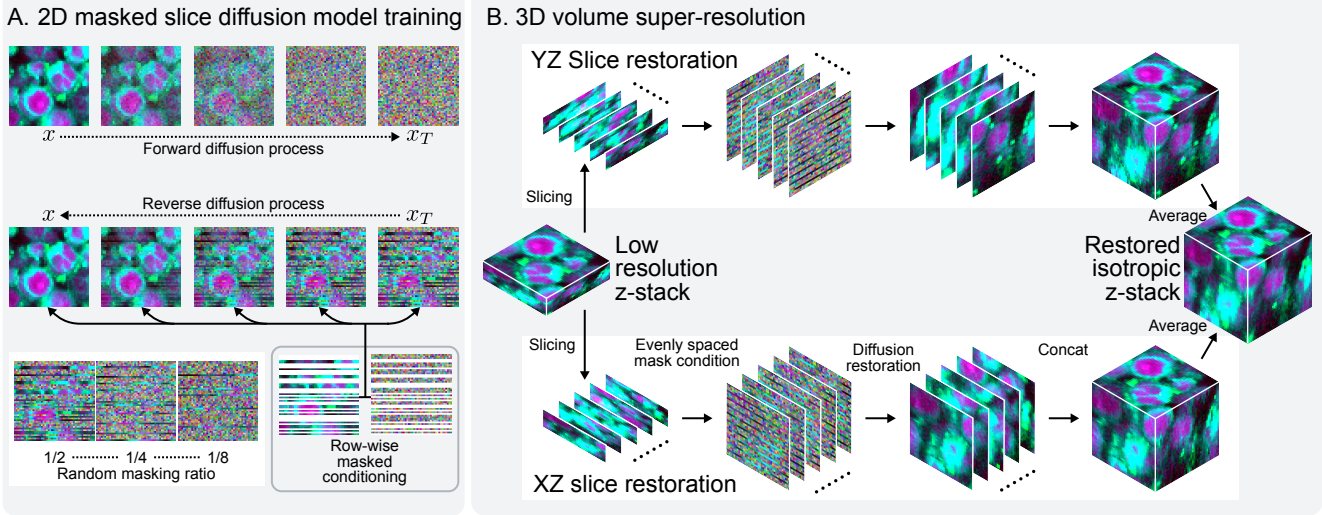 A. 2D masked slice diffusion model training
x
x_T
Forward diffusion process
Reverse diffusion process
x
x_T
1/2
1/4
1/8
Random masking ratio
Row-wise
masked
conditioning
B. 3D volume super-resolution
YZ Slice restoration
Slicing
Low
resolution
z-stack
Average
Restored
isotropic
z-stack
Average
Slicing
Evenly spaced
mask condition
Diffusion
restoration
Concat
XZ slice restoration